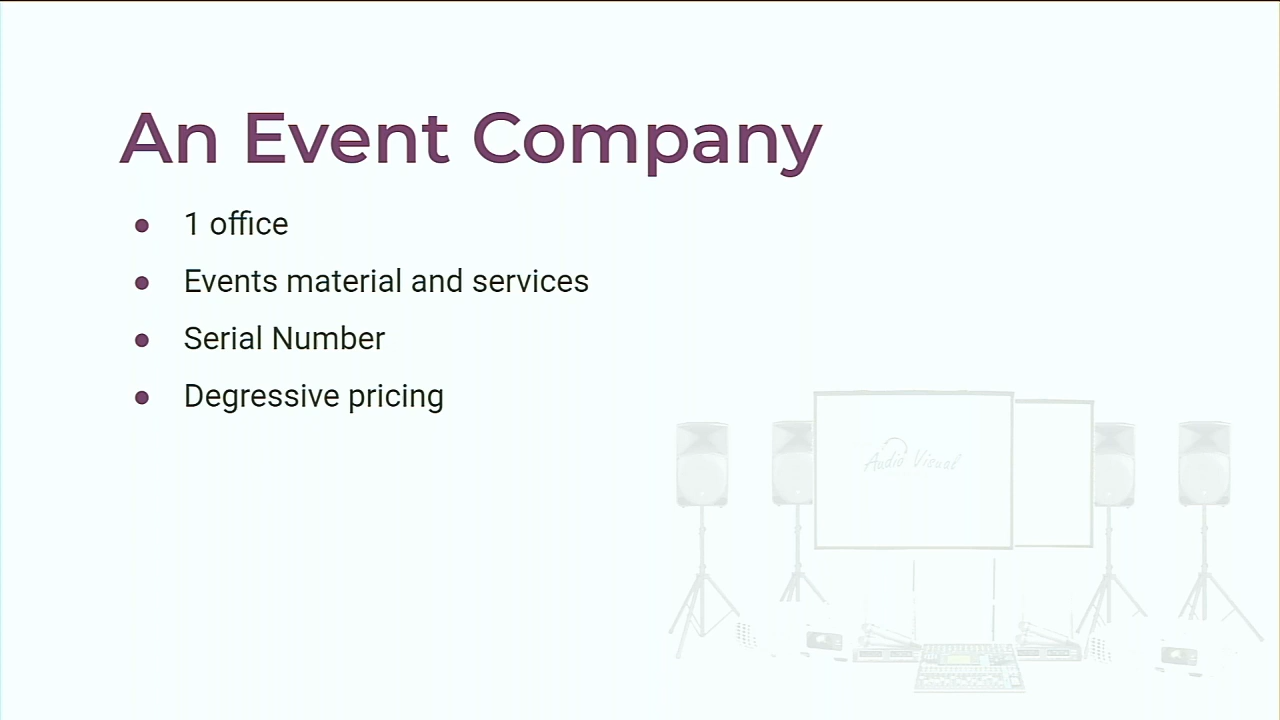 An Event Company
1 office
Events material and services
Serial Number
Degressive pricing
Audio Visual